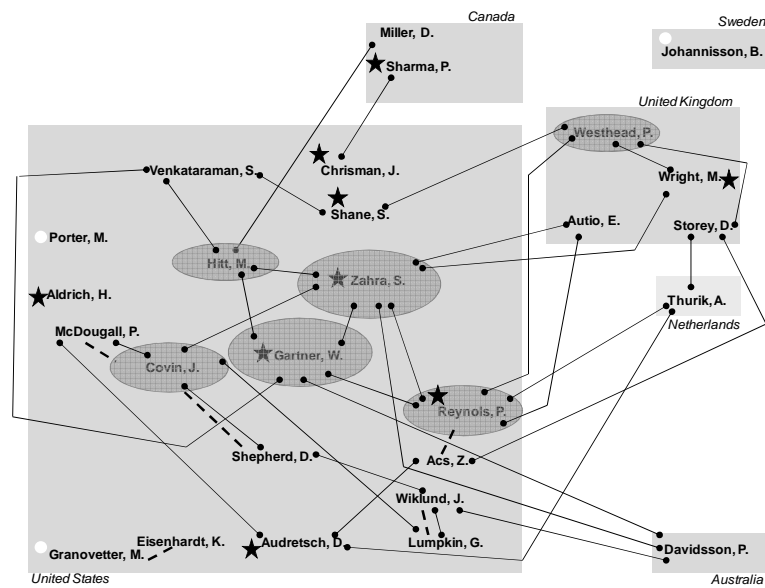 Canada
Sweden
Miller, D.
Sharma, P.
Johannisson, B.
United Kingdom
Westhead, P.
Venkataraman, S.
Chrisman, J.
Wright, M.
Shane, S.
Autio, E.
Storey, D.
Porter, M.
Hitt, M.
Zahra, S.
Aldrich, H.
Thurik, A.
Netherlands
McDougall, P.
Gartner, W.
Covin, J.
Reynols, P.
Shepherd, D.
Acs, Z.
Wiklund, J.
Eisenhardt, K.
Audretsch, D.
Lumpkin, G.
Granovetter, M.
Davidsson, P.
United States
Australia